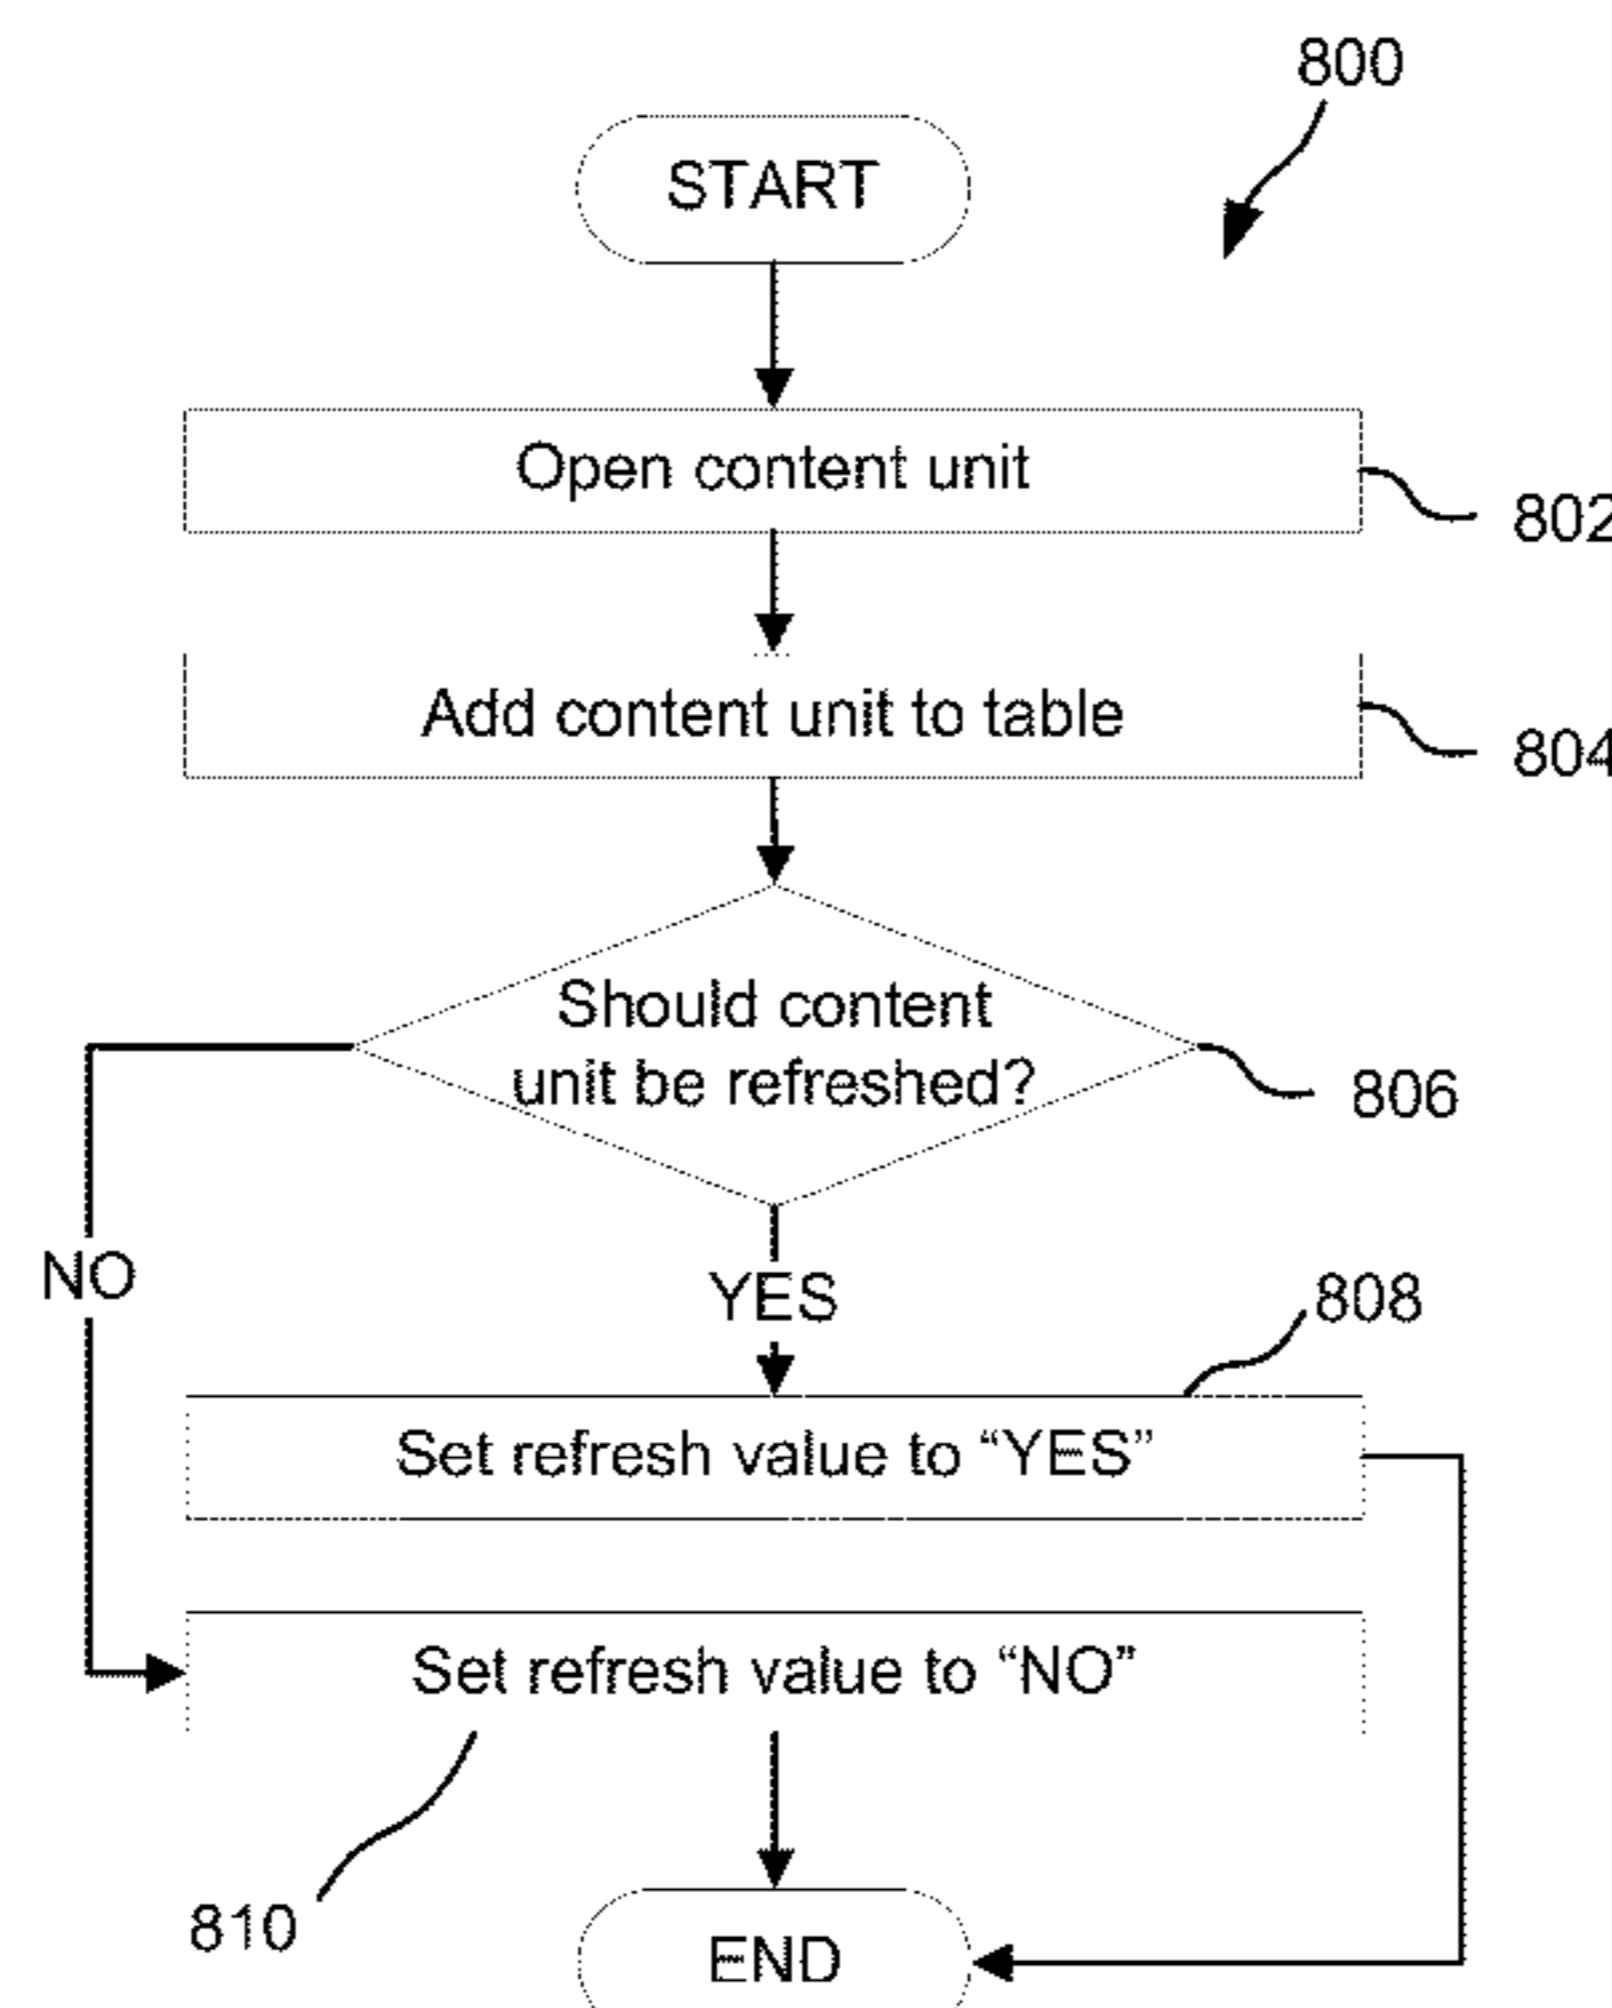 800
START
Open content unit
802
Add content unit to table
804
Should content
unit be refreshed?
806
NO
YES
808
Set refresh value to “YES”
Set refresh value to “NO”
810
END